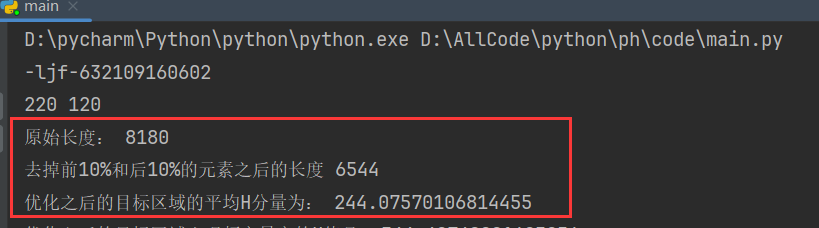 main
D:\pycharm\Python\python\python.exe D:\AllCode\python\ph\code\main.py
-ljf-632109160602
220 120
原始长度： 8180
去掉前10%和后10%的元素之后的长度 6544
优化之后的目标区域的平均H分量为： 244.07570106814455